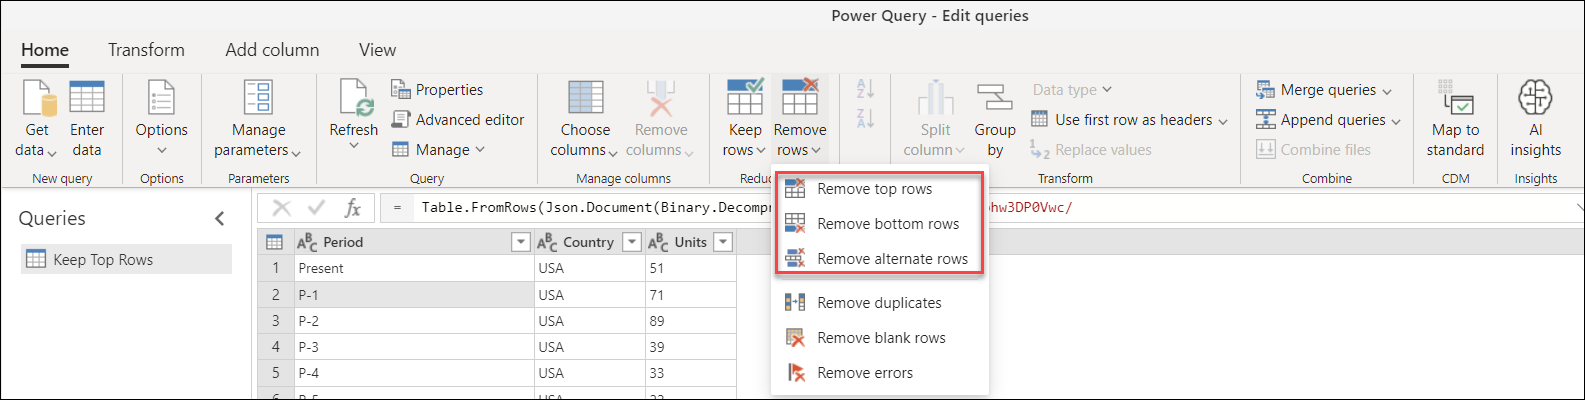 Power Query - Edit queries
Home Transform Add column View
Get data
Enter data
New query
Options
Options
Manage parameters
Parameters
Refresh
Properties
Advanced editor
Manage
Query
Choose columns
Remove columns
Manage columns
Keep rows
Remove rows
Reduc
A Z
Z A
Split column
Group by
Data type
Use first row as headers
1 2 Replace values
Transform
Merge queries
Append queries
Combine files
Combine
Map to standard
CDM
AI insights
Insights
Remove top rows
Remove bottom rows
Remove alternate rows
Remove duplicates
Remove blank rows
Remove errors
Queries
Keep Top Rows
fx = Table.FromRows(Json.Document(Binary.Decompr hw3DP0Vwc/
ABC Period ABC Country ABC Units
1 Present USA 51
2 P-1 USA 71
3 P-2 USA 89
4 P-3 USA 39
5 P-4 USA 33